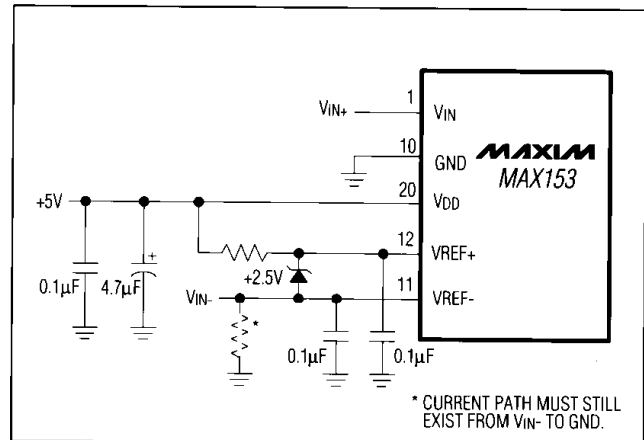 1
VIN+
VIN
10
GND
MAXIM
MAX153
20
+5V
VDD
12
VREF+
+2.5V
0.1μF
4.7μF
+
VIN-
11
VREF-
*
0.1μF
0.1μF
* CURRENT PATH MUST STILL
EXIST FROM VIN- TO GND.